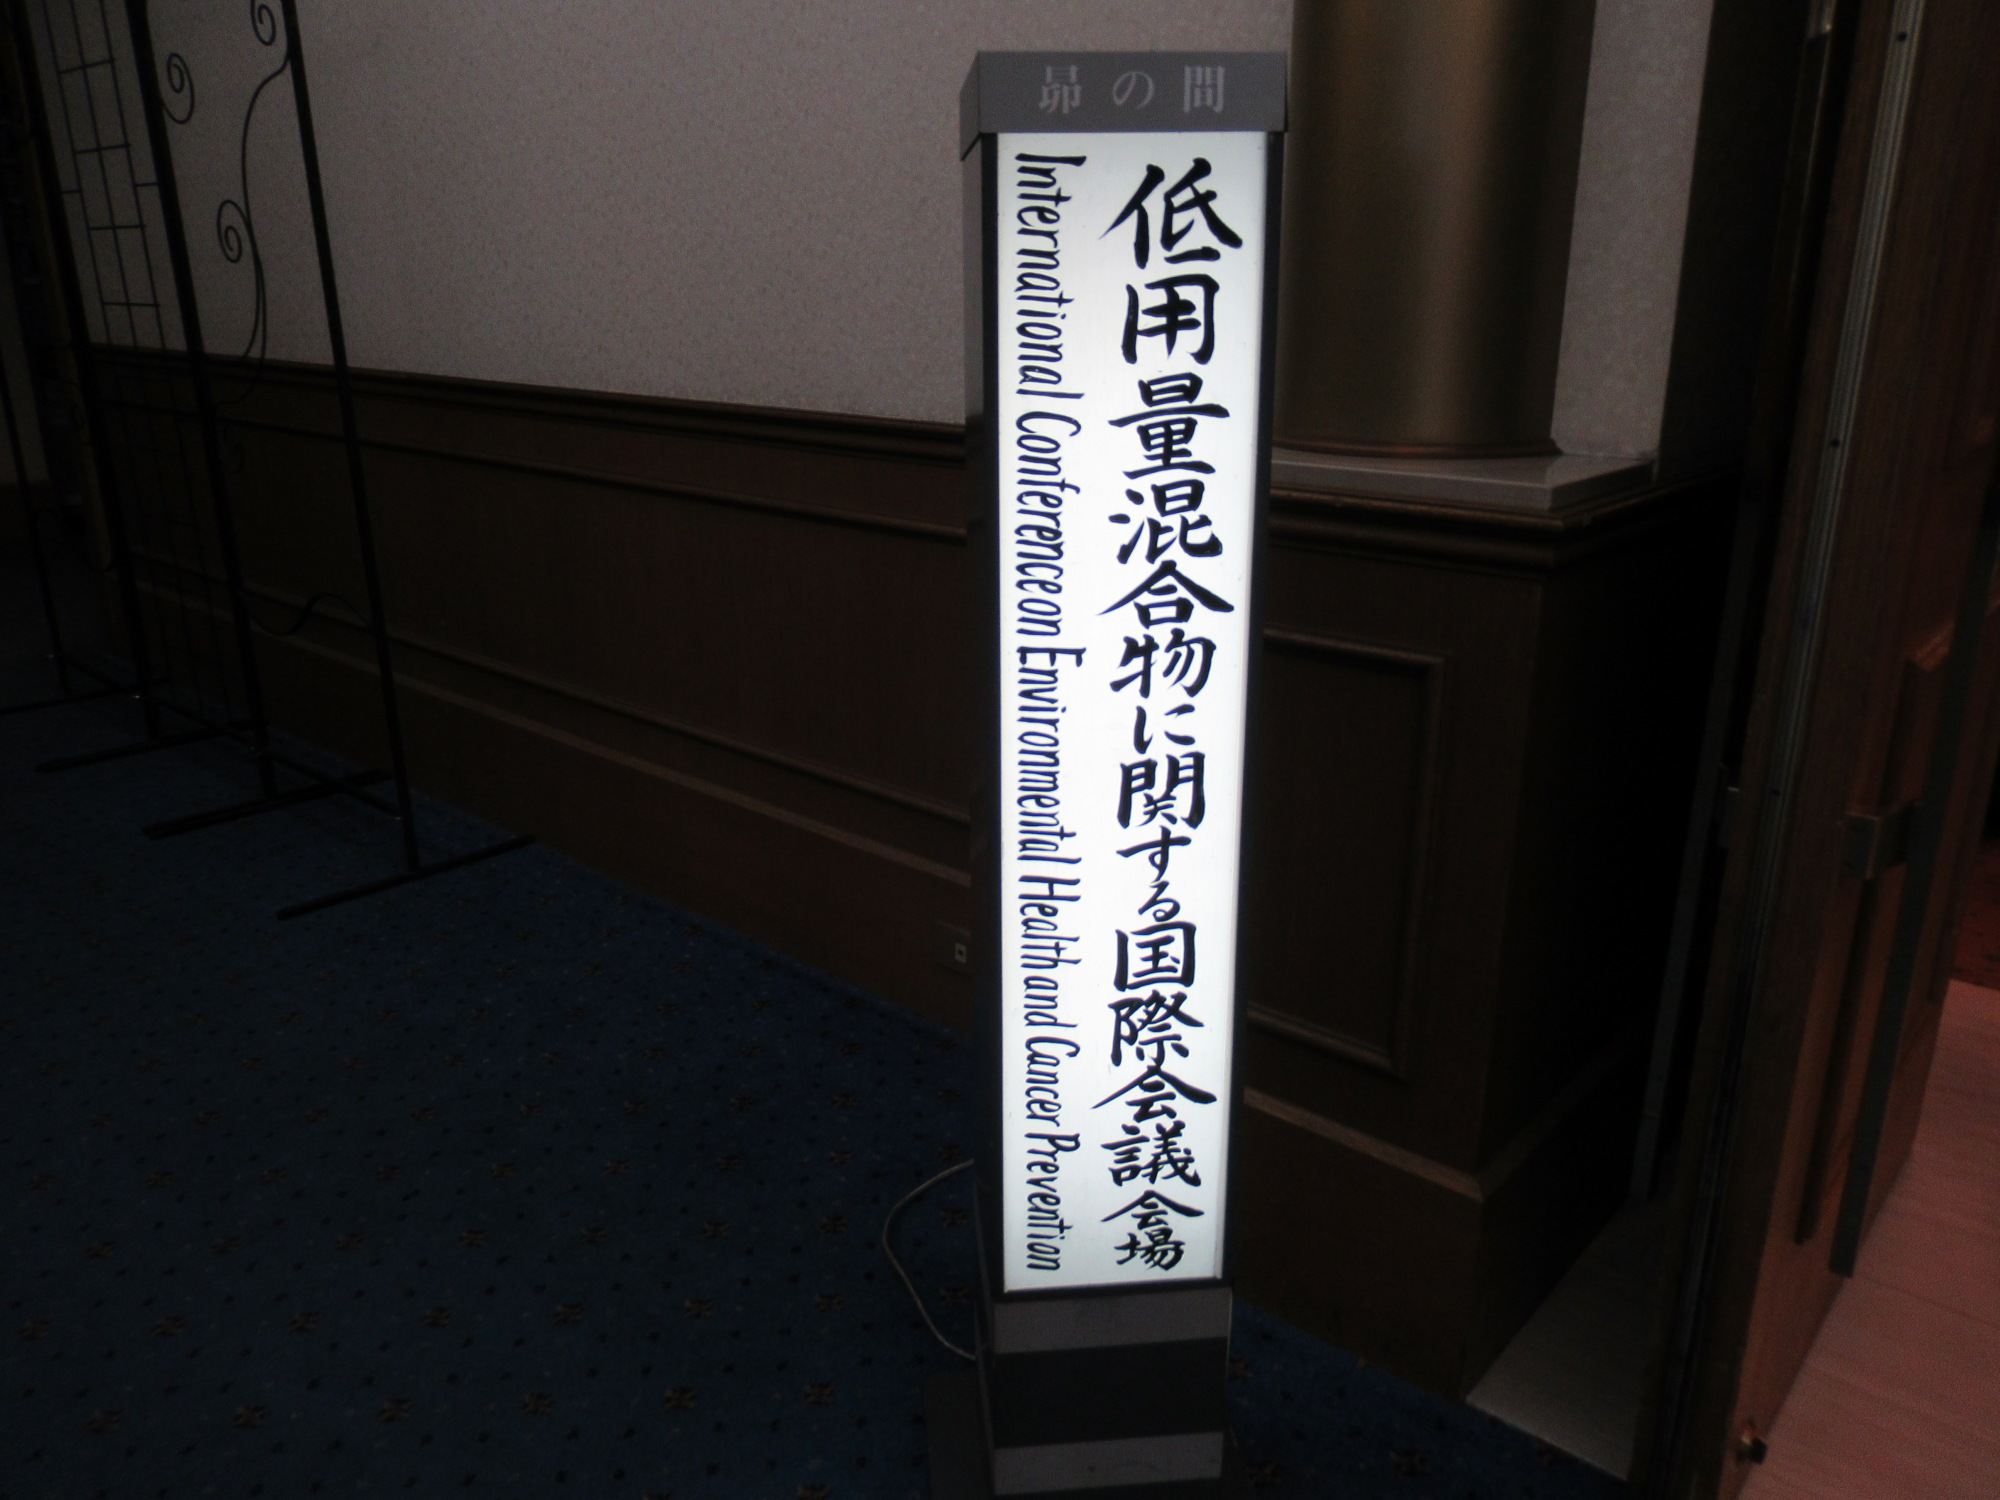 昴の間
低用量混合物に関する国際会議会場
International Conference on Environmental Health and Cancer Prevention